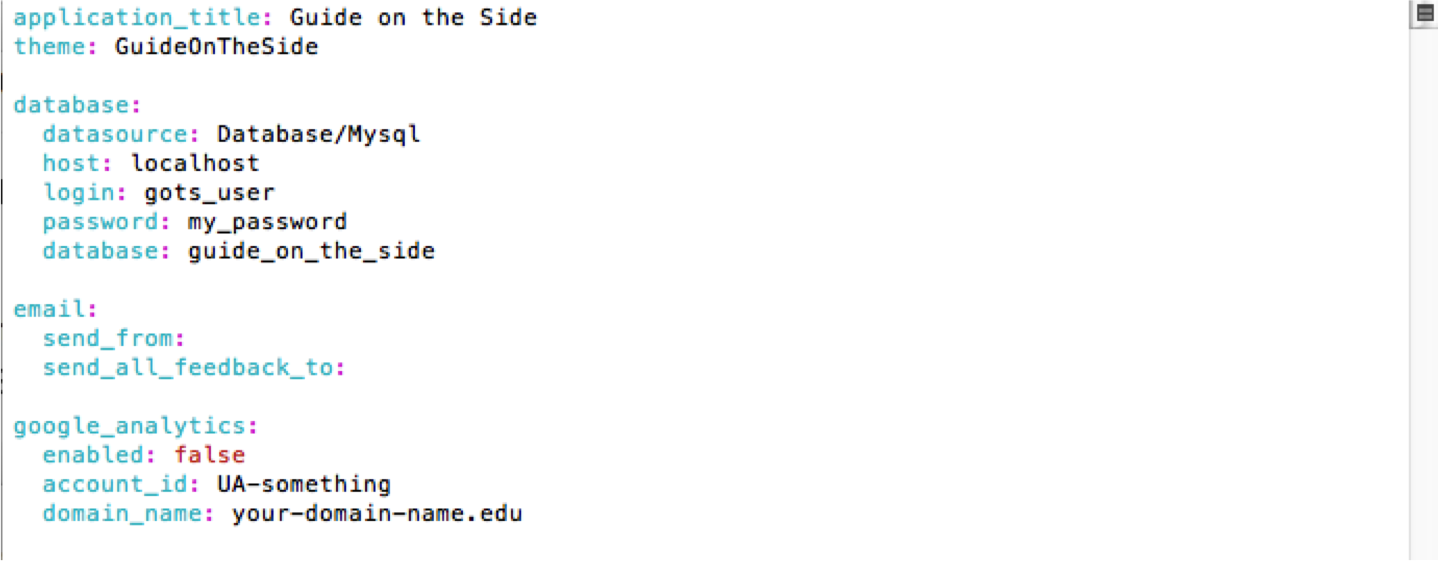 application_title: Guide on the Side
theme: GuideOnTheSide
database:
  datasource: Database/Mysql
  host: localhost
  login: gots_user
  password: my_password
  database: guide_on_the_side
email:
  send_from:
  send_all_feedback_to:
google_analytics:
  enabled: false
  account_id: UA-something
  domain_name: your-domain-name.edu